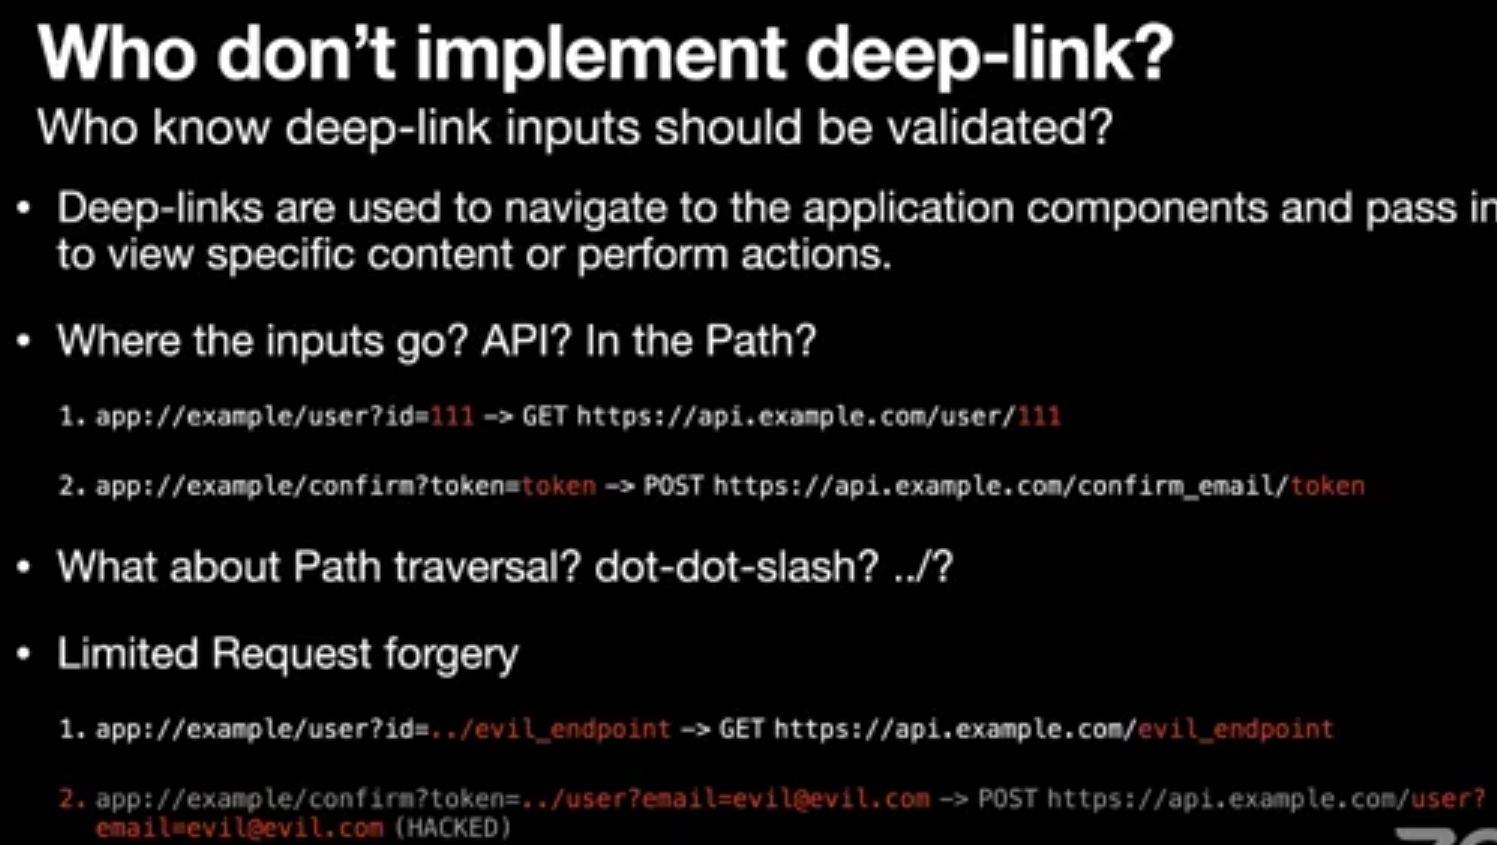 Who don't implement deep-link?
Who know deep-link inputs should be validated?
• Deep-links are used to navigate to the application components and pass in
to view specific content or perform actions.
• Where the inputs go? API? In the Path?
1. app://example/user?id=111 —> GET https://api.example.com/user/111
2. app://example/confirm?token=token —> POST https://api.example.com/confirm_email/token
• What about Path traversal? dot-dot-slash? ../?
• Limited Request forgery
1. app://example/user?id=../evil_endpoint —> GET https://api.example.com/evil_endpoint
2. app://example/confirm?token=../user?email=evil@evil.com —> POST https://api.example.com/user?
email=evil@evil.com (HACKED)